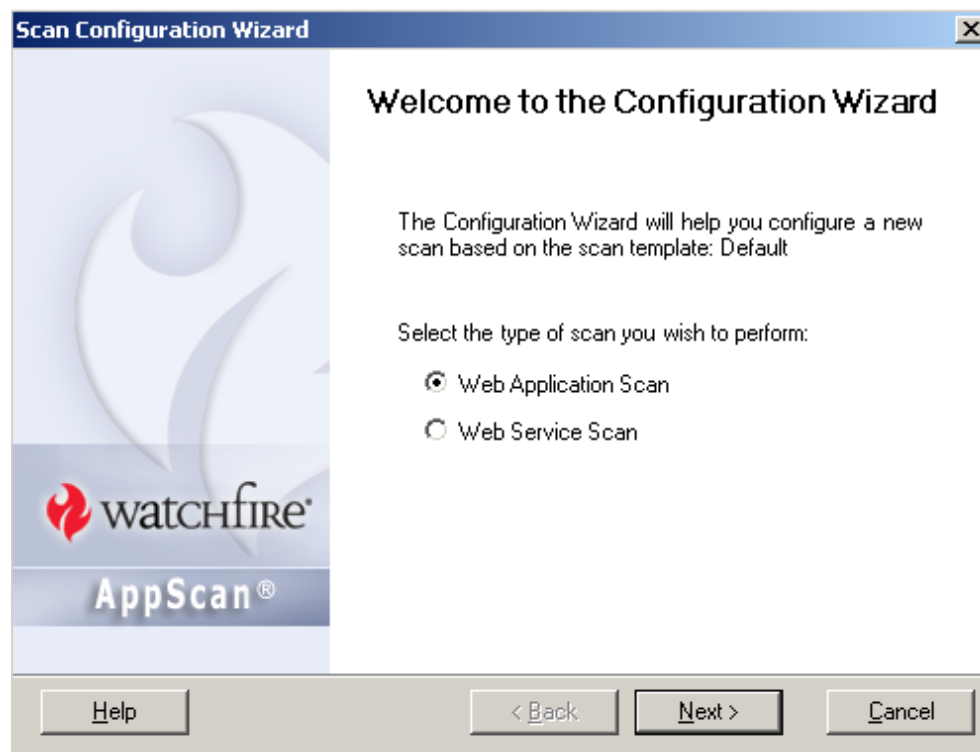 Scan Configuration Wizard
Welcome to the Configuration Wizard
The Configuration Wizard will help you configure a new
scan based on the scan template: Default
Select the type of scan you wish to perform:
Web Application Scan
Web Service Scan
watchfire®
AppScan®
Help
< Back
Next >
Cancel